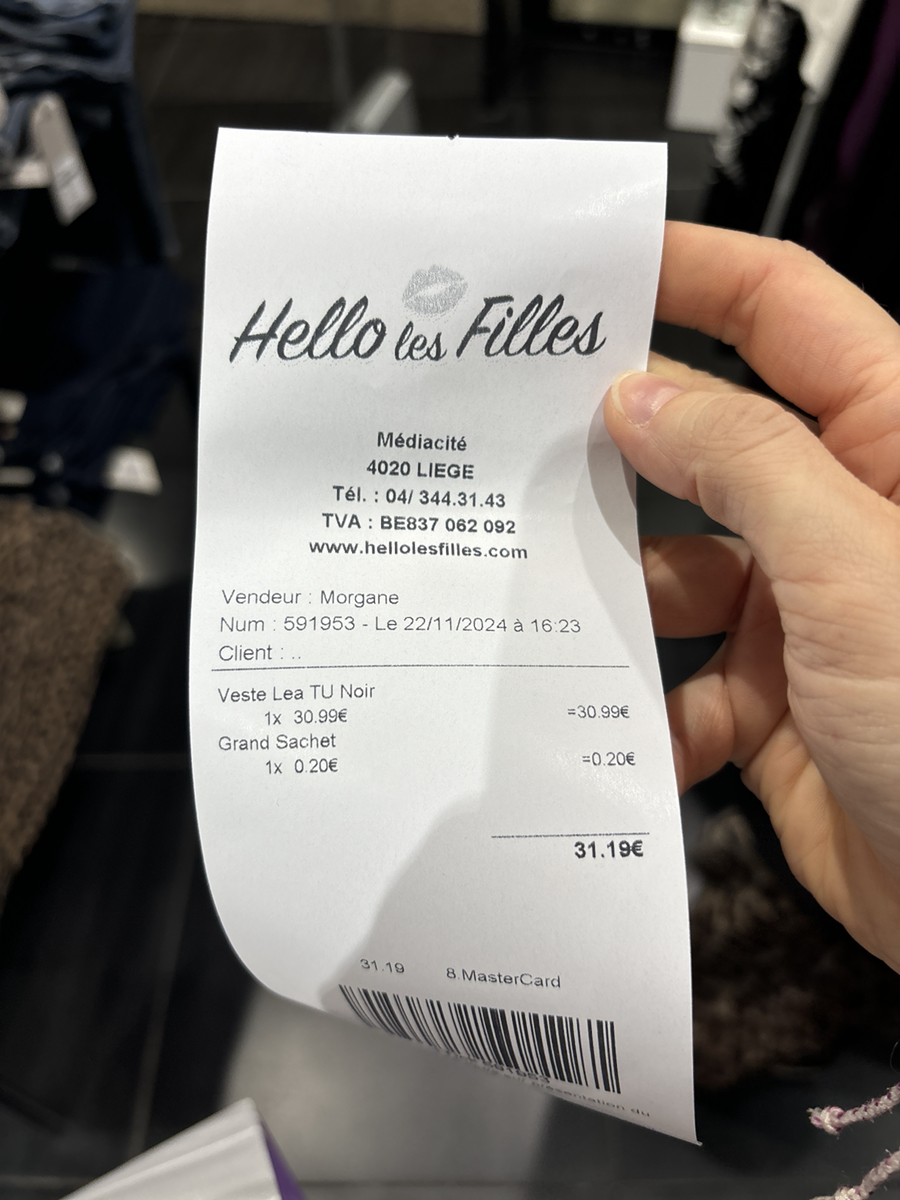 Hello les Filles
Médiacité
4020 LIEGE
Tél. : 04/ 344.31.43
TVA : BE837 062 092
www.hellolesfilles.com
Vendeur : Morgane
Num : 591953 - Le 22/11/2024 à 16:23
Client : ..
Veste Lea TU Noir
1x 30.99€ =30.99€
Grand Sachet
1x 0.20€ =0.20€
31.19€
31.19 8.MasterCard
présentation du